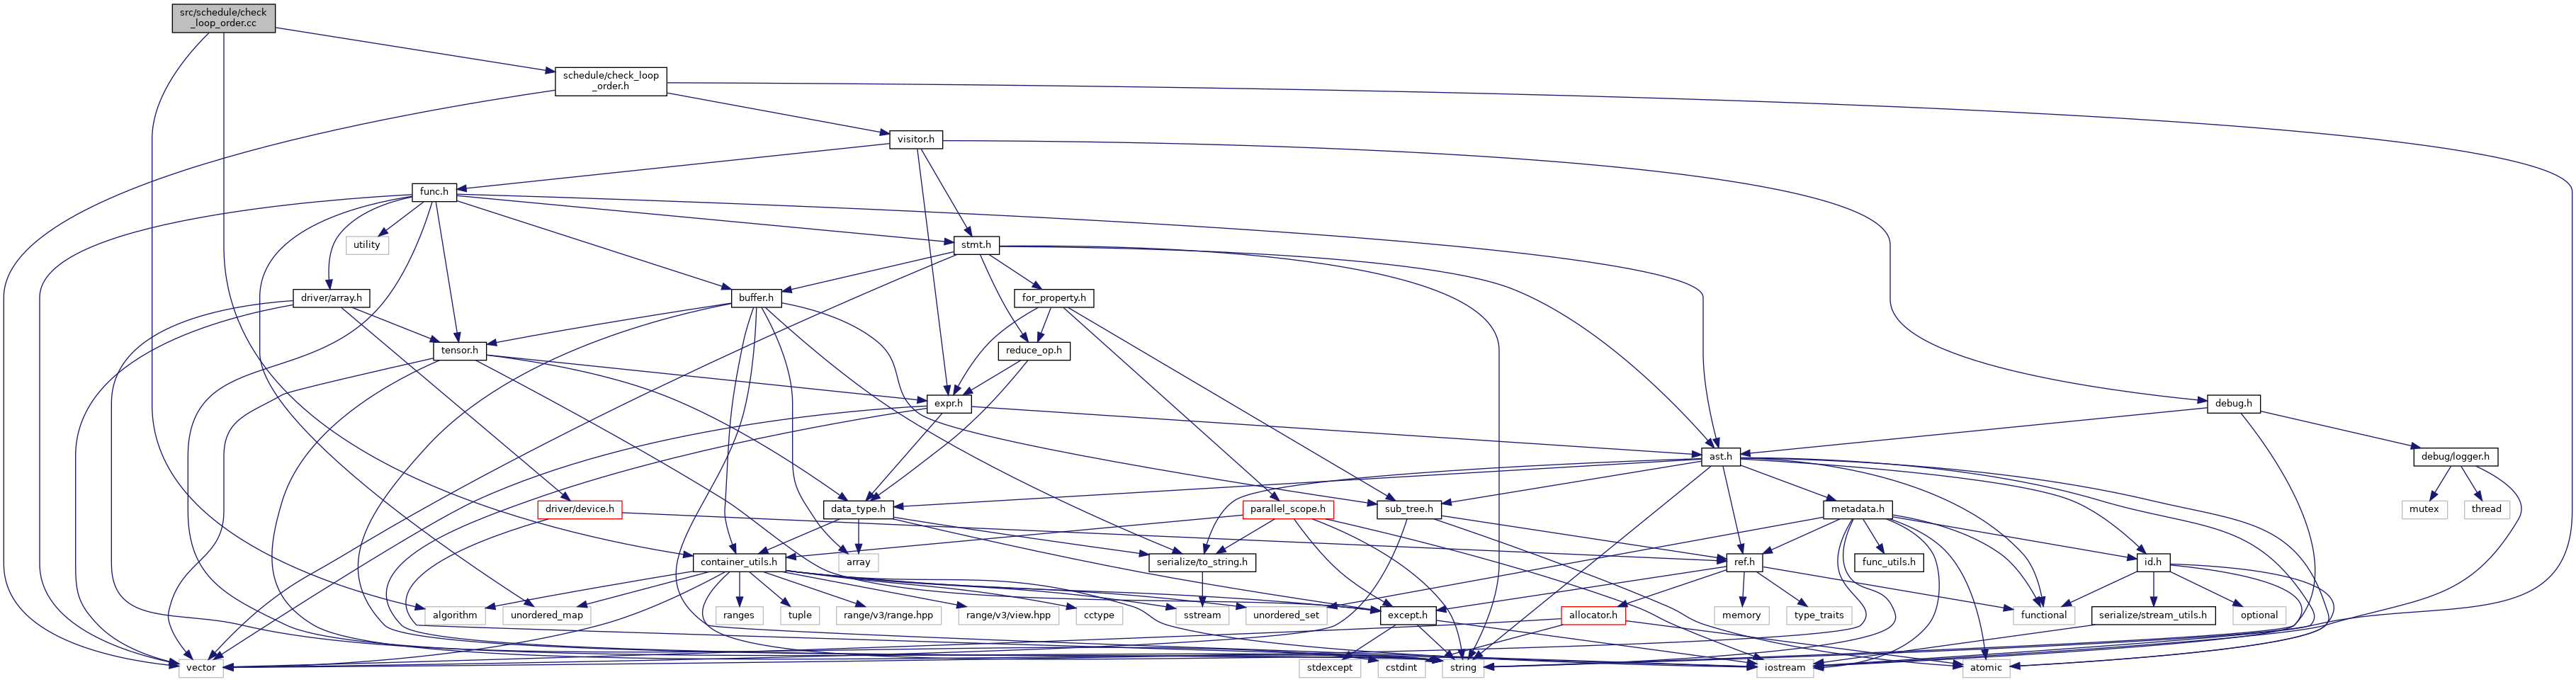 src/schedule/check
_loop_order.cc
schedule/check_loop
_order.h
visitor.h
func.h
utility
stmt.h
driver/array.h
buffer.h
for_property.h
tensor.h
reduce_op.h
expr.h
debug.h
ast.h
debug/logger.h
driver/device.h
data_type.h
parallel_scope.h
sub_tree.h
metadata.h
mutex
thread
container_utils.h
array
serialize/to_string.h
ref.h
func_utils.h
id.h
algorithm
unordered_map
ranges
tuple
range/v3/range.hpp
range/v3/view.hpp
cctype
sstream
unordered_set
except.h
allocator.h
memory
type_traits
functional
serialize/stream_utils.h
optional
vector
stdexcept
cstdint
string
iostream
atomic